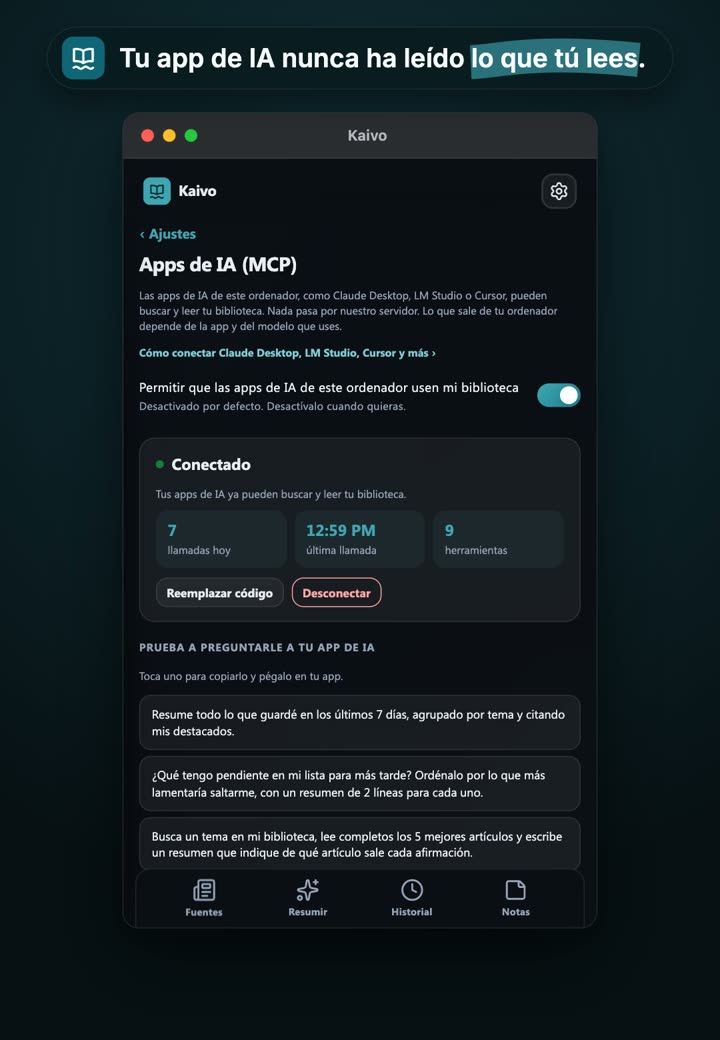 Tu app de IA nunca ha leído lo que tú lees.
Kaivo
Kaivo
‹ Ajustes
Apps de IA (MCP)
Las apps de IA de este ordenador, como Claude Desktop, LM Studio o Cursor, pueden
buscar y leer tu biblioteca. Nada pasa por nuestro servidor. Lo que sale de tu ordenador
depende de la app y del modelo que uses.
Cómo conectar Claude Desktop, LM Studio, Cursor y más ›
Permitir que las apps de IA de este ordenador usen mi biblioteca
Desactivado por defecto. Desactívalo cuando quieras.
Conectado
Tus apps de IA ya pueden buscar y leer tu biblioteca.
7
llamadas hoy
12:59 PM
última llamada
9
herramientas
Reemplazar código
Desconectar
PRUEBA A PREGUNTARLE A TU APP DE IA
Toca uno para copiarlo y pégalo en tu app.
Resume todo lo que guardé en los últimos 7 días, agrupado por tema y citando
mis destacados.
¿Qué tengo pendiente en mi lista para más tarde? Ordénalo por lo que más
lamentaría saltarme, con un resumen de 2 líneas para cada uno.
Busca un tema en mi biblioteca, lee completos los 5 mejores artículos y escribe
un resumen que indique de qué artículo sale cada afirmación.
Fuentes
Resumir
Historial
Notas